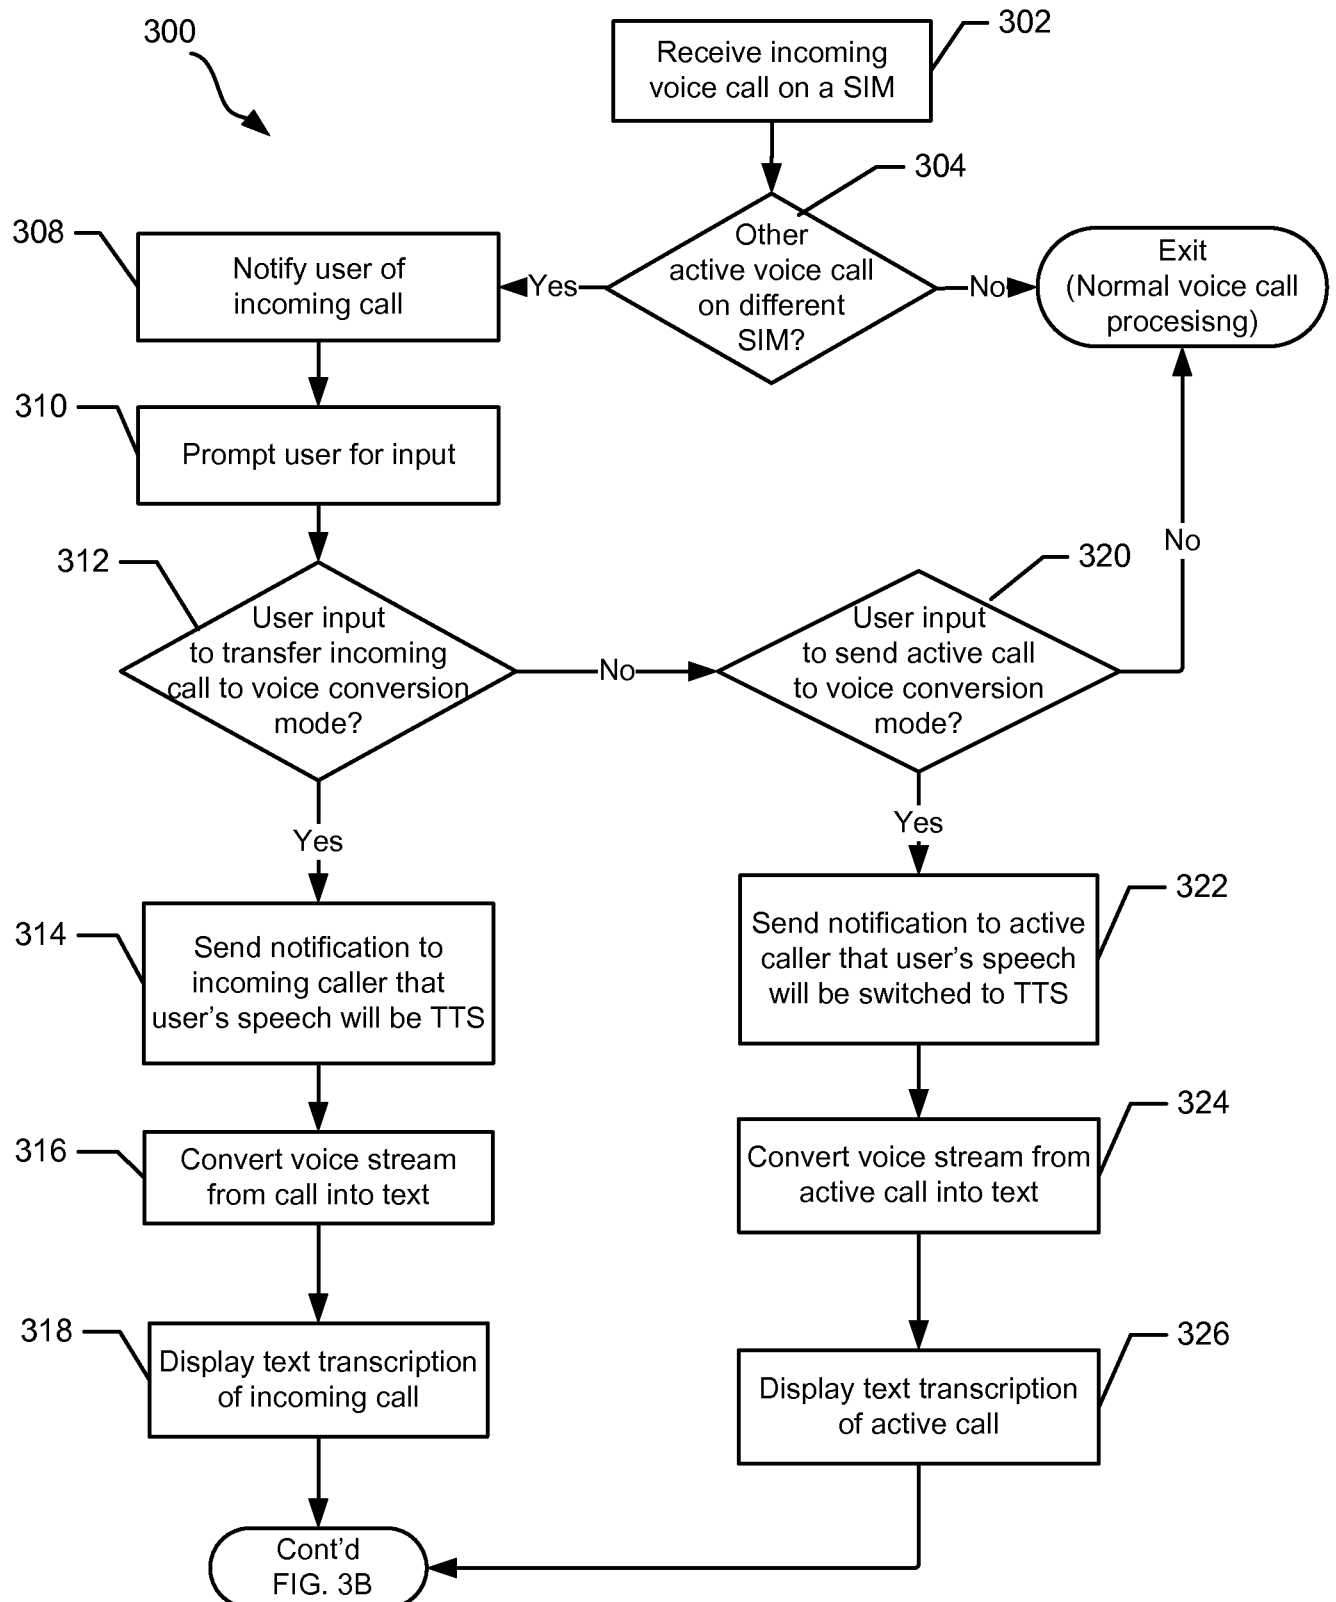 300
302
Receive incoming
voice call on a SIM
304
Other
active voice call
on different
SIM?
Yes
No
308
Notify user of
incoming call
Exit
(Normal voice call
procesisng)
310
Prompt user for input
312
User input
to transfer incoming
call to voice conversion
mode?
No
320
User input
to send active call
to voice conversion
mode?
No
Yes
Yes
314
Send notification to
incoming caller that
user's speech will be TTS
322
Send notification to active
caller that user's speech
will be switched to TTS
316
Convert voice stream
from call into text
324
Convert voice stream from
active call into text
318
Display text transcription
of incoming call
326
Display text transcription
of active call
Cont'd
FIG. 3B